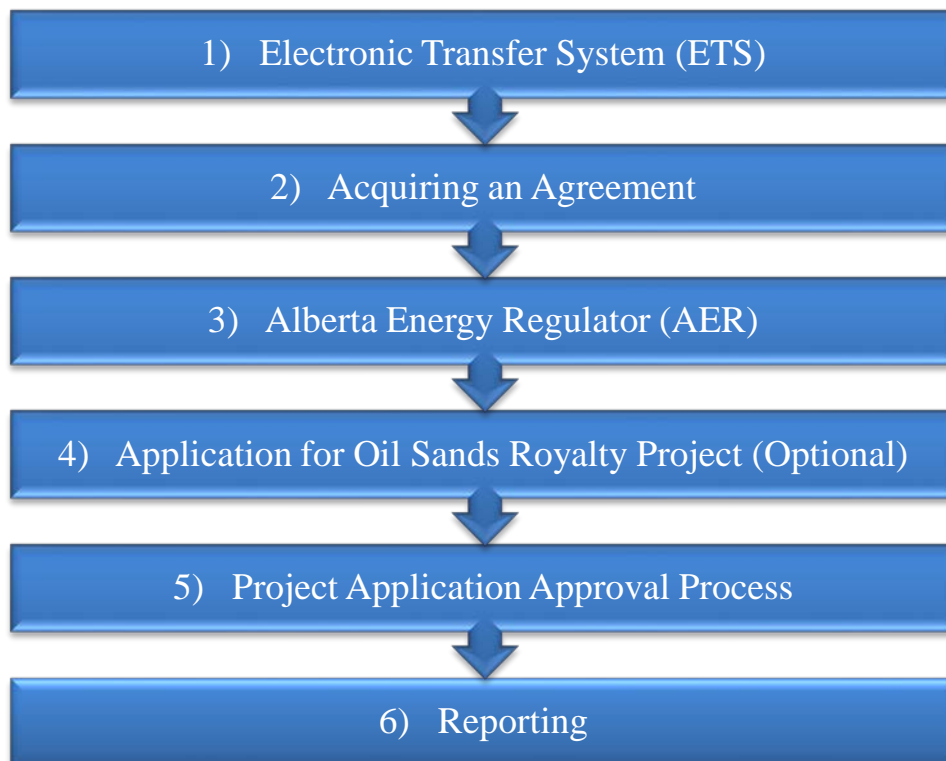 1) Electronic Transfer System (ETS)
2) Acquiring an Agreement
3) Alberta Energy Regulator (AER)
4) Application for Oil Sands Royalty Project (Optional)
5) Project Application Approval Process
6) Reporting